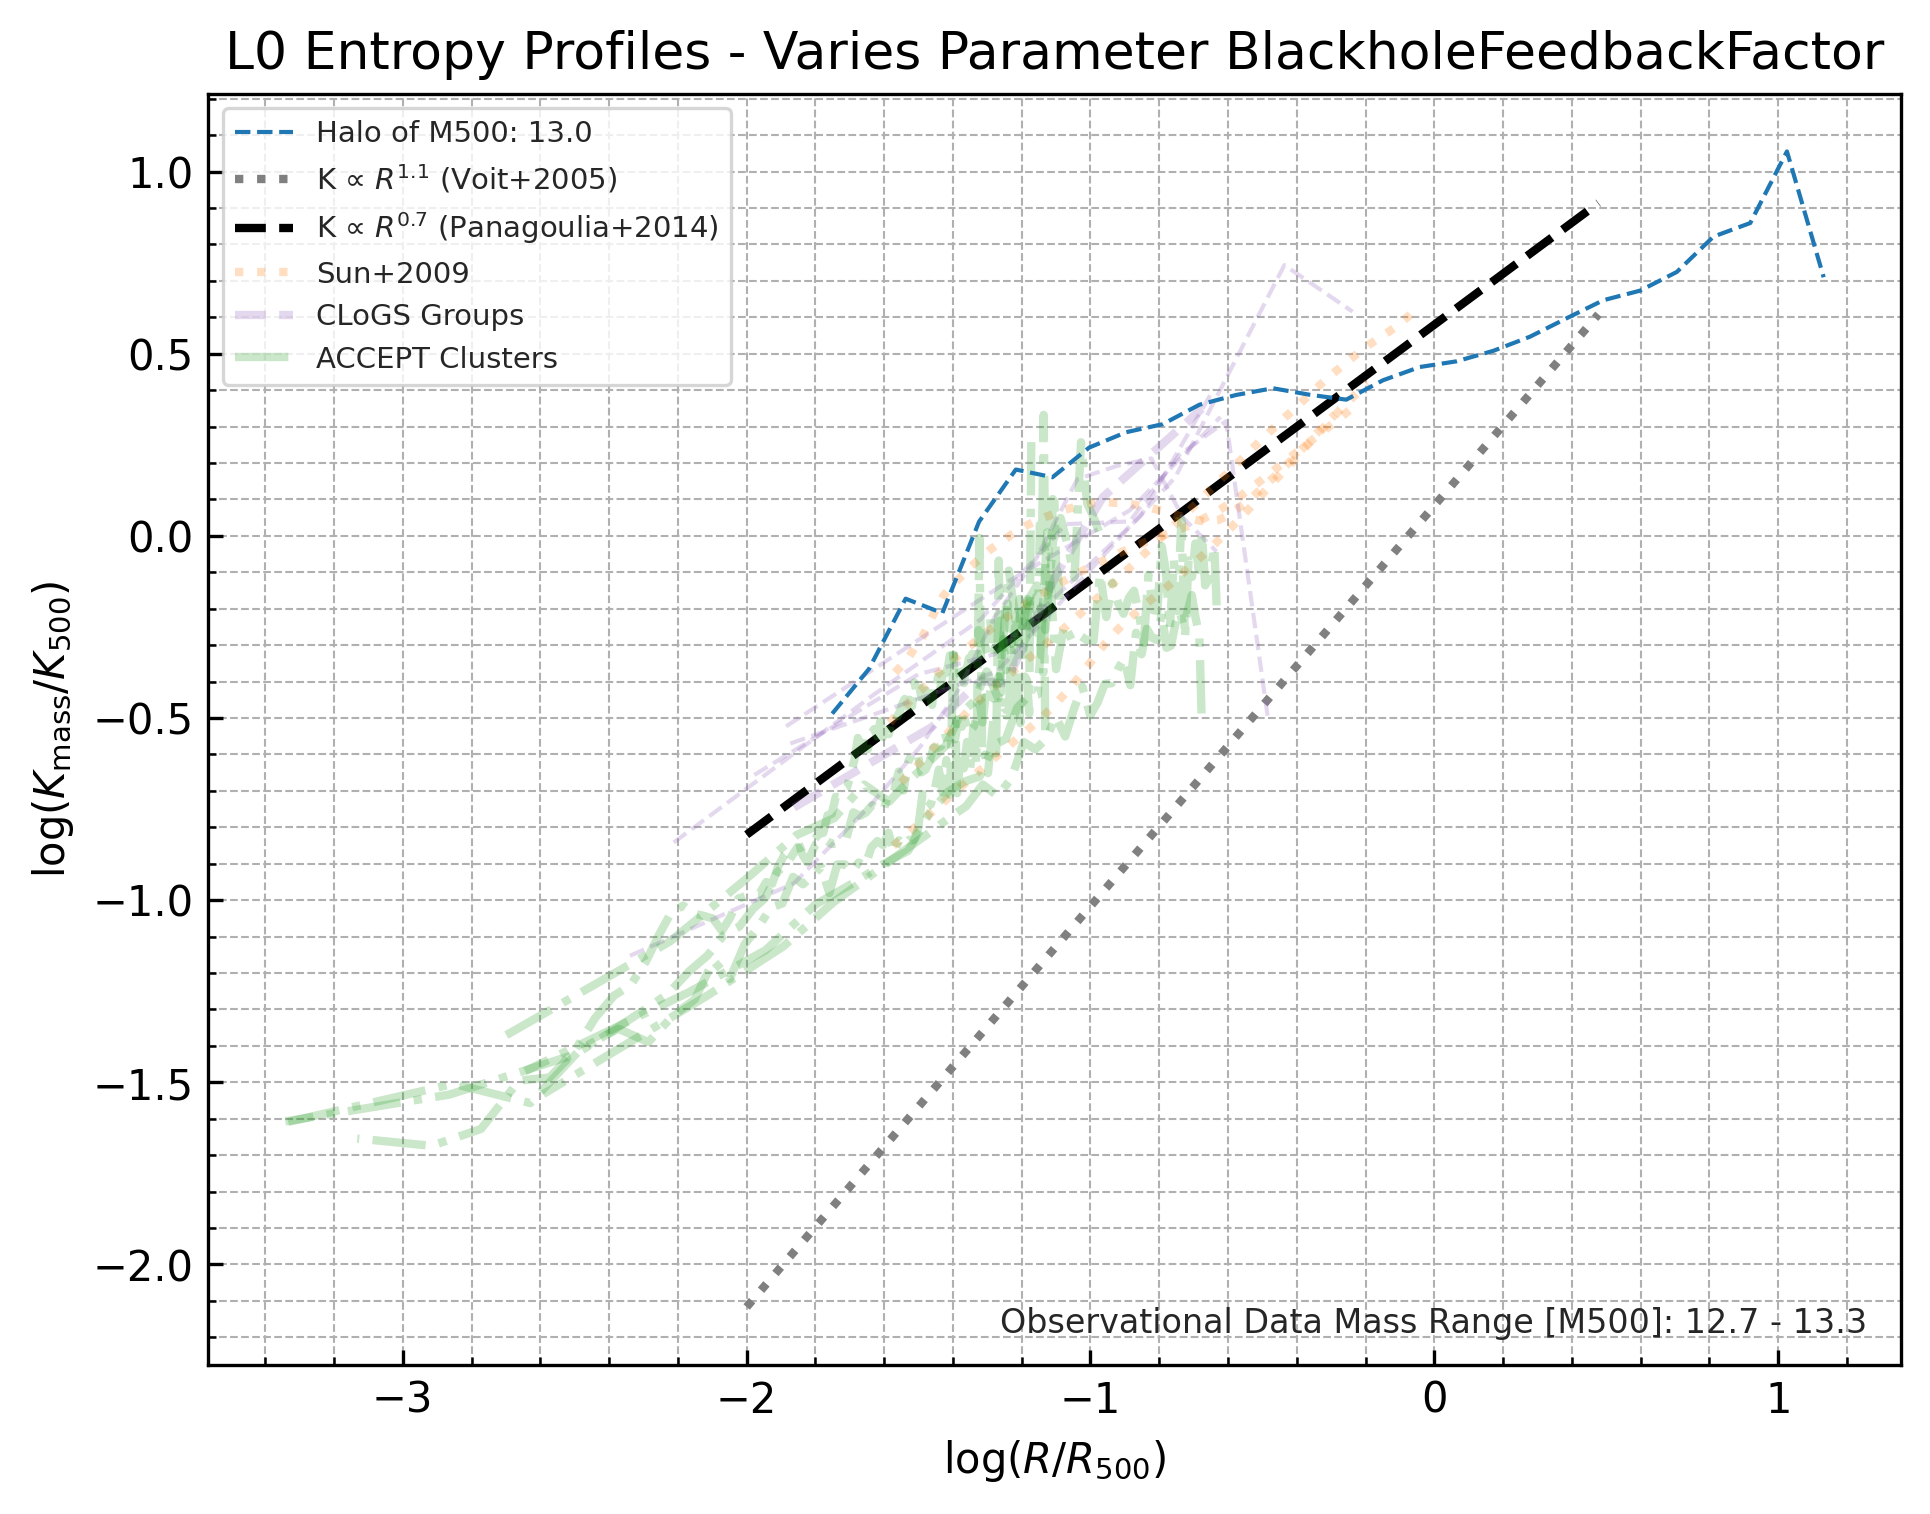 L0 Entropy Profiles - Varies Parameter BlackholeFeedbackFactor
Halo of M500: 13.0
K ∝ R^1.1 (Voit+2005)
K ∝ R^0.7 (Panagoulia+2014)
Sun+2009
CLoGS Groups
ACCEPT Clusters
1.0
0.5
0.0
−0.5
−1.0
−1.5
−2.0
log(K_mass/K_500)
Observational Data Mass Range [M500]: 12.7 - 13.3
−3 −2 −1 0 1
log(R/R_500)